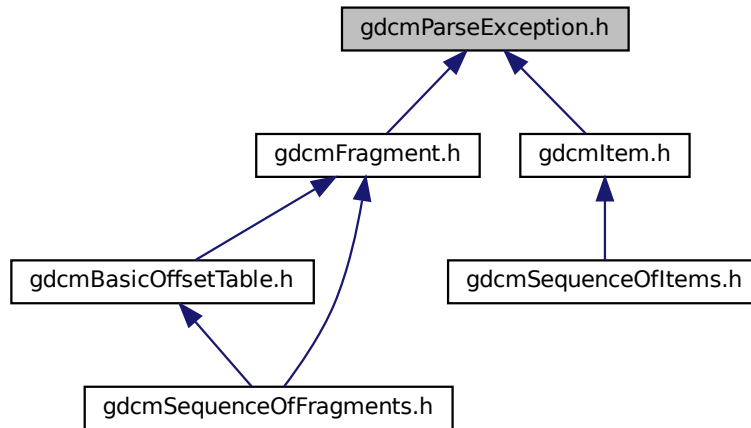 gdcmParseException.h
gdcmFragment.h
gdcmItem.h
gdcmBasicOffsetTable.h
gdcmSequenceOfItems.h
gdcmSequenceOfFragments.h